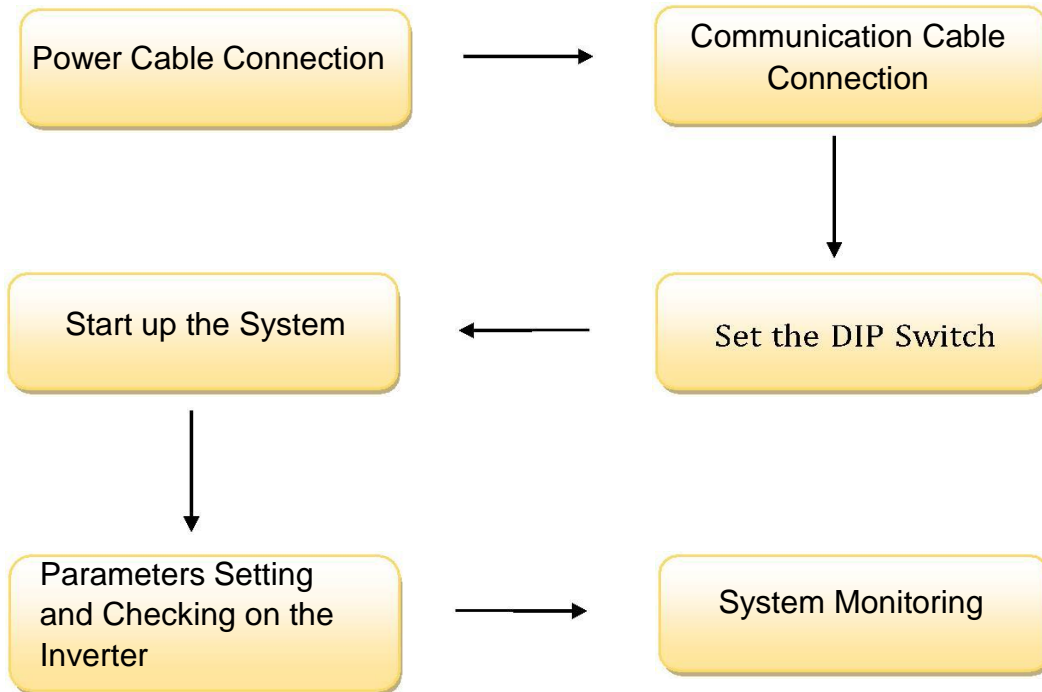 Power Cable Connection
Communication Cable
Connection
Set the DIP Switch
Start up the System
Parameters Setting
and Checking on the
Inverter
System Monitoring